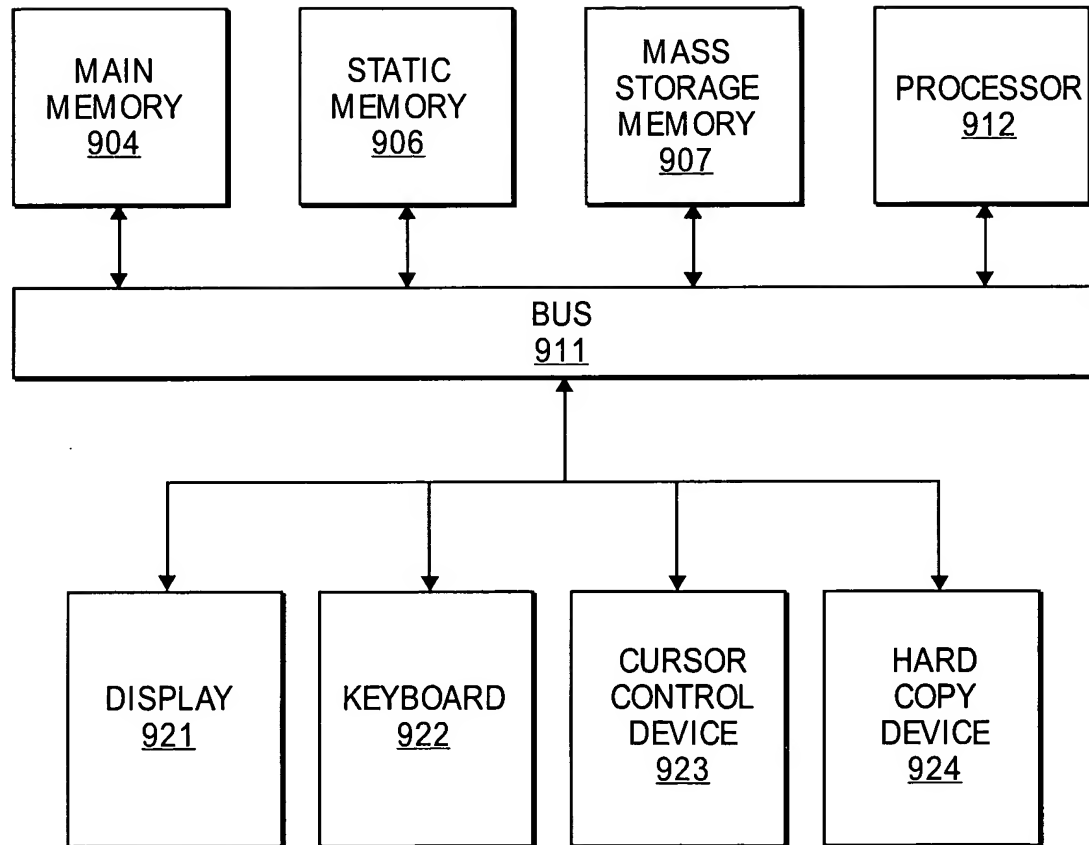 MAIN
MEMORY
904
STATIC
MEMORY
906
MASS
STORAGE
MEMORY
907
PROCESSOR
912
BUS
911
DISPLAY
921
KEYBOARD
922
CURSOR
CONTROL
DEVICE
923
HARD
COPY
DEVICE
924